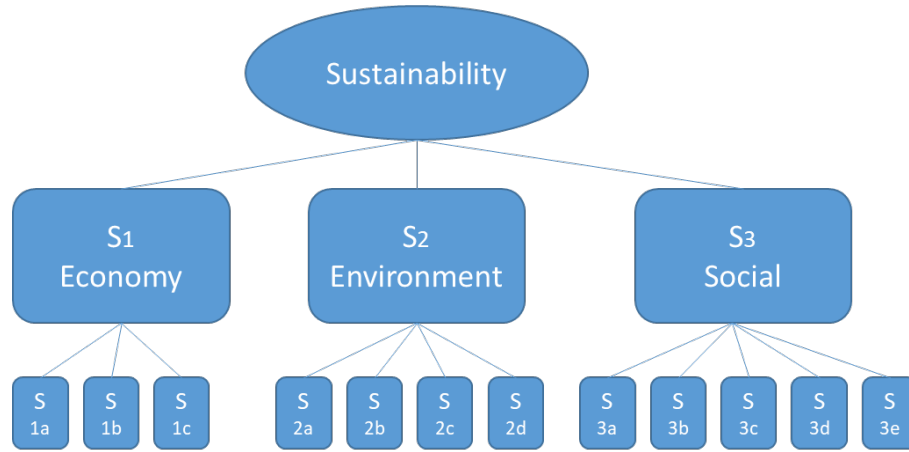 Sustainability
S1
Economy
S2
Environment
S3
Social
S
1a
S
1b
S
1c
S
2a
S
2b
S
2c
S
2d
S
3a
S
3b
S
3c
S
3d
S
3e